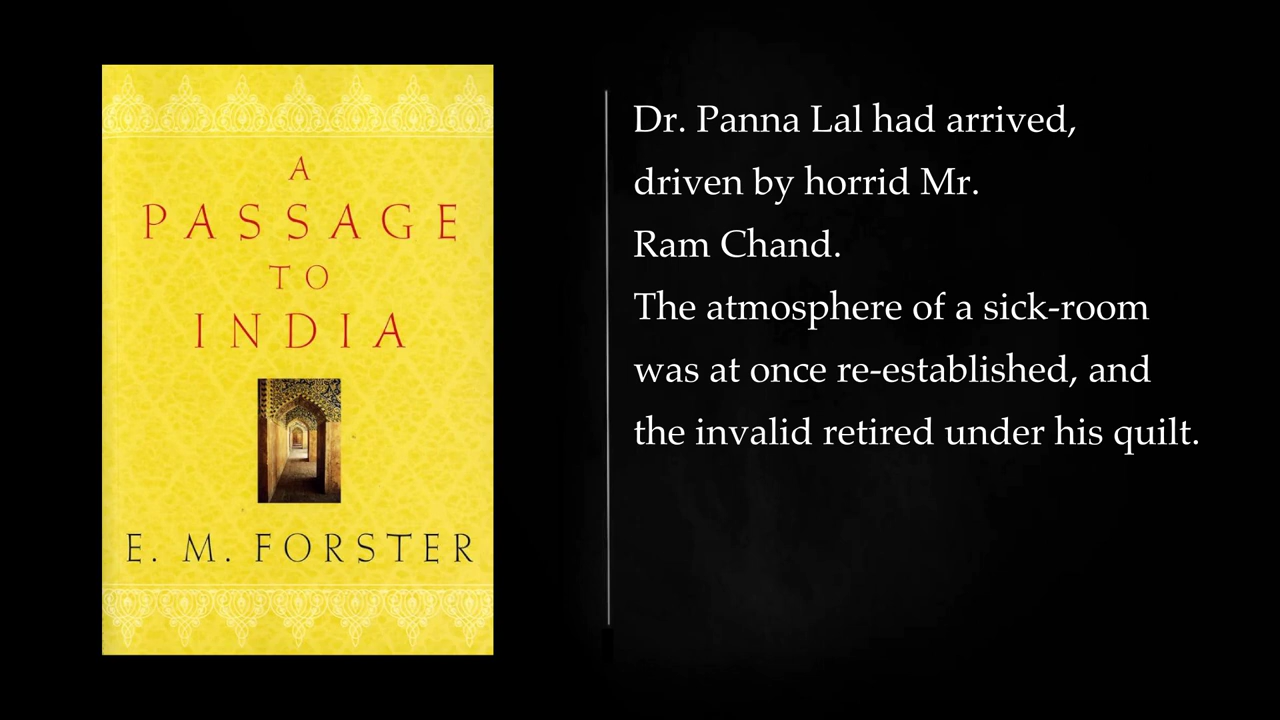 A
PASSAGE
TO
INDIA
E. M. FORSTER
Dr. Panna Lal had arrived,
driven by horrid Mr.
Ram Chand.
The atmosphere of a sick-room
was at once re-established, and
the invalid retired under his quilt.